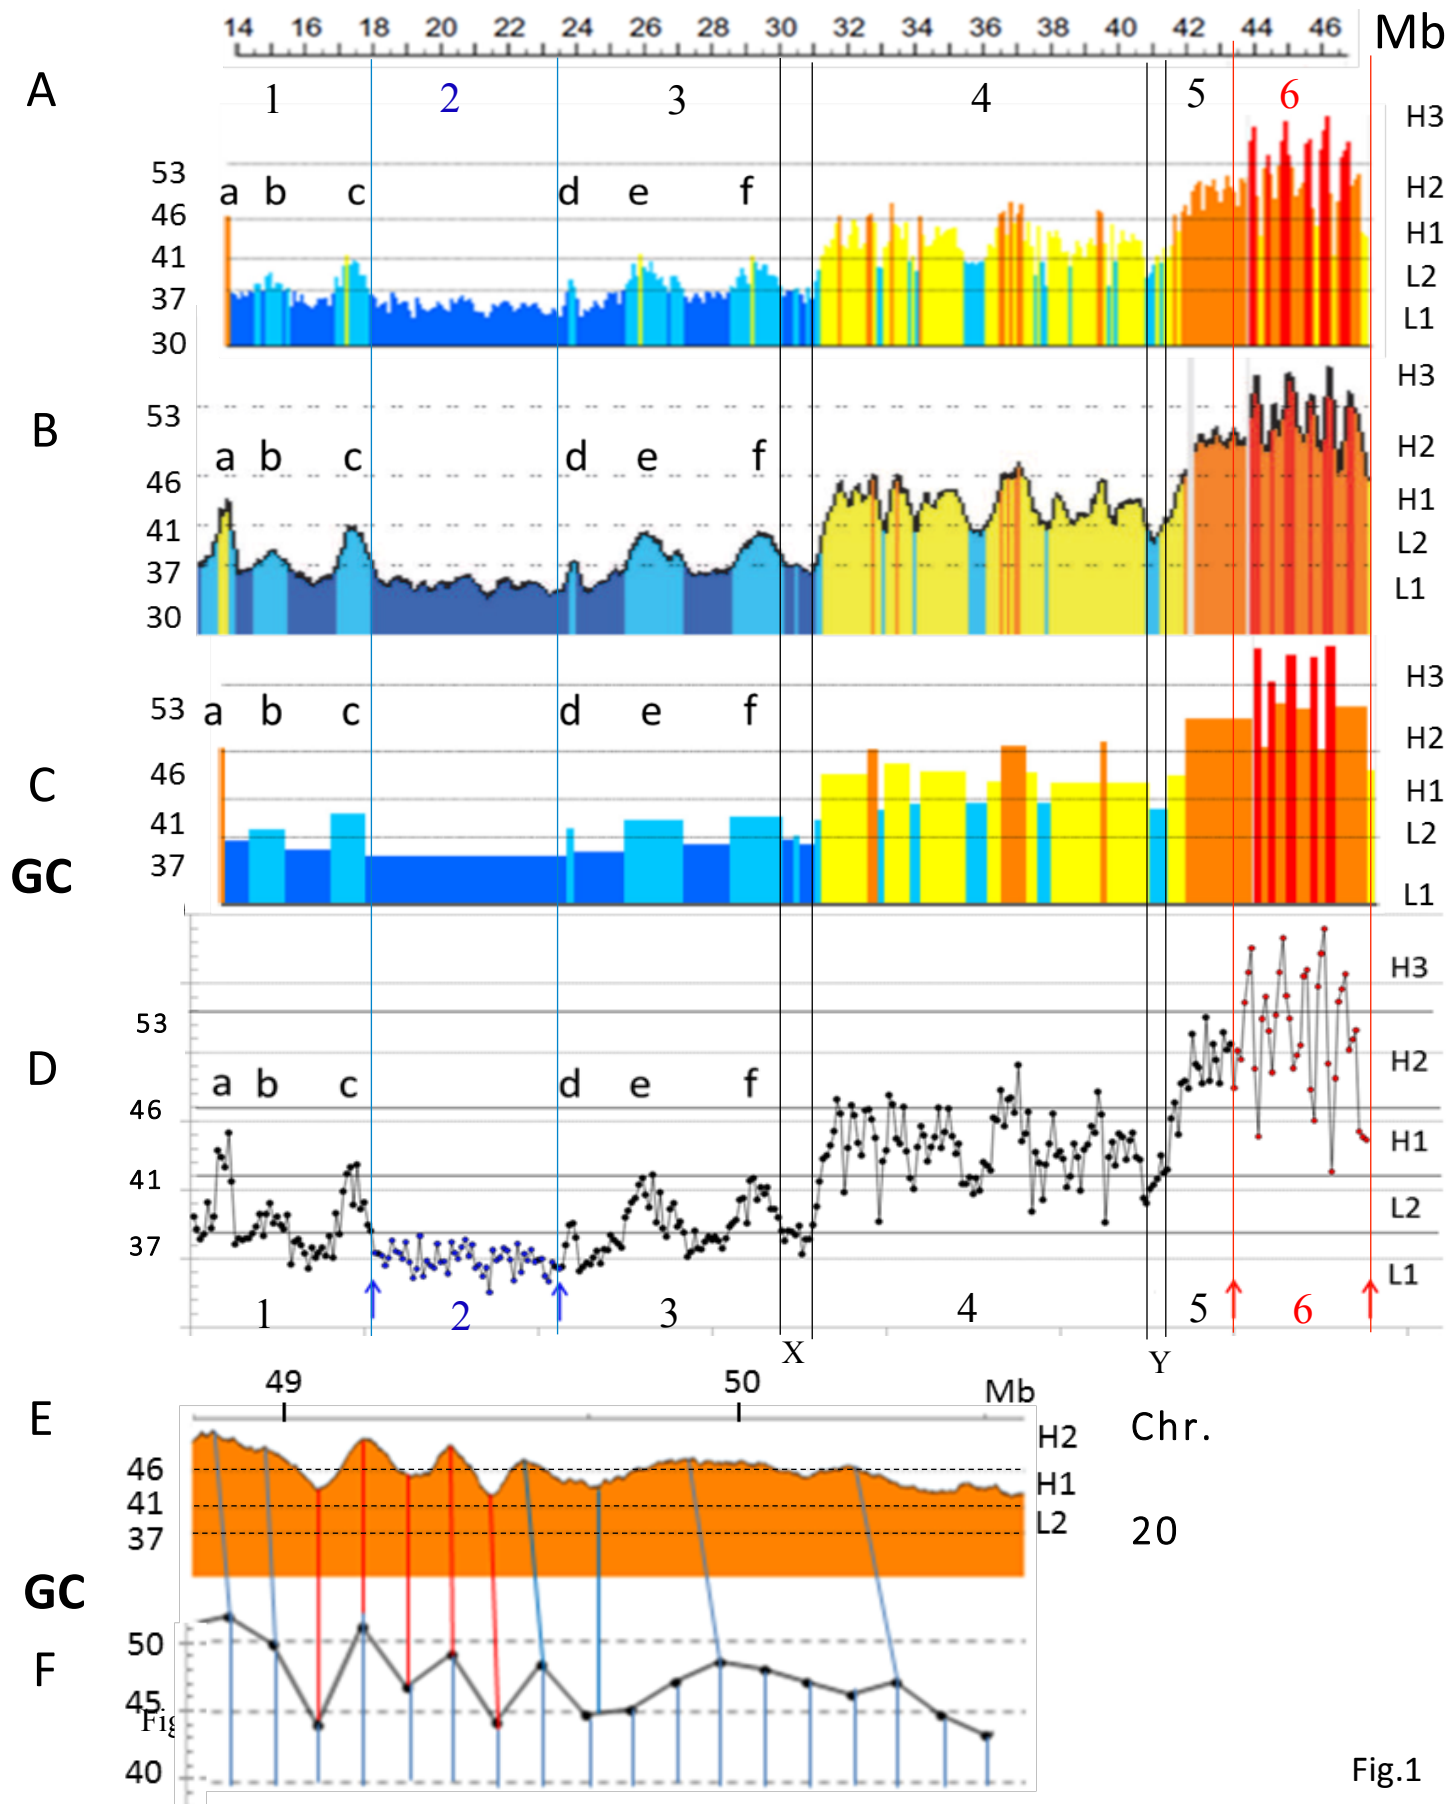 14 16 18 20 22 24 26 28 30 32 34 36 38 40 42 44 46 Mb
A
1 2 3 4 5 6
H3
53
a b c d e f
H2
46
H1
41
L2
37
L1
30
H3
53
B
H2
a b c d e f
46
H1
41
L2
37
L1
30
H3
53
a b c d e f
H2
46
C
H1
41
L2
37
GC
L1
H3
53
H2
D
a b c d e f
46
H1
41
L2
37
L1
1 2 3 4 5 6
X Y
49 50 Mb
E
H2
Chr.
46
H1
41
L2
37
20
GC
50
F
45
Fig
40
Fig.1